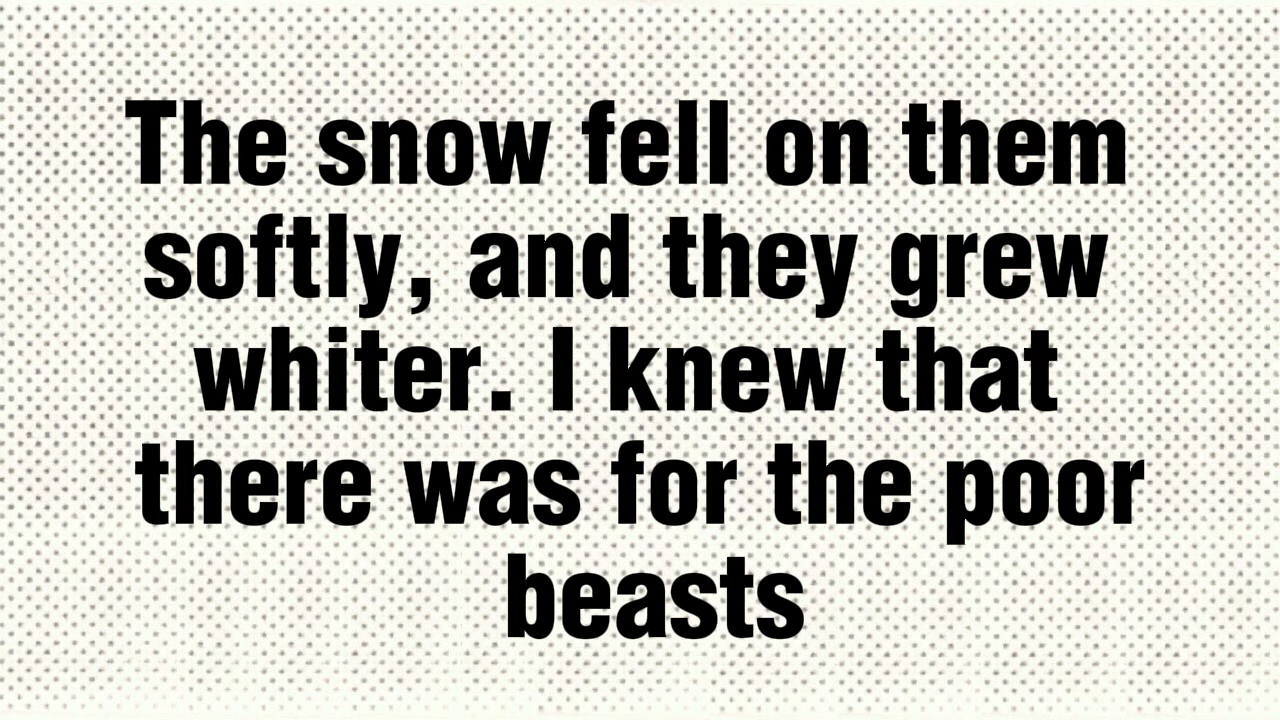 The snow fell on them
softly, and they grew
whiter. I knew that
there was for the poor
beasts